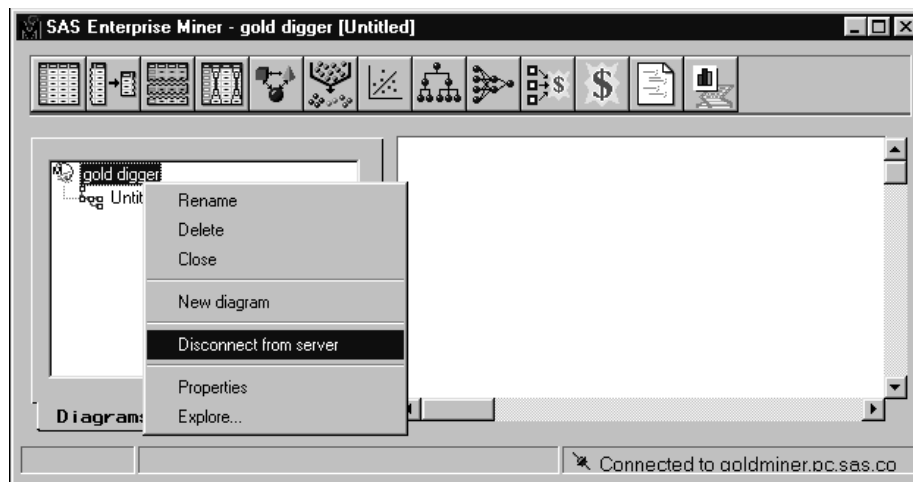 SAS Enterprise Miner - gold digger [Untitled]
$
$
gold digger
Untit
Rename
Delete
Close
New diagram
Disconnect from server
Properties
Explore...
Diagrams
Connected to goldminer.pc.sas.co